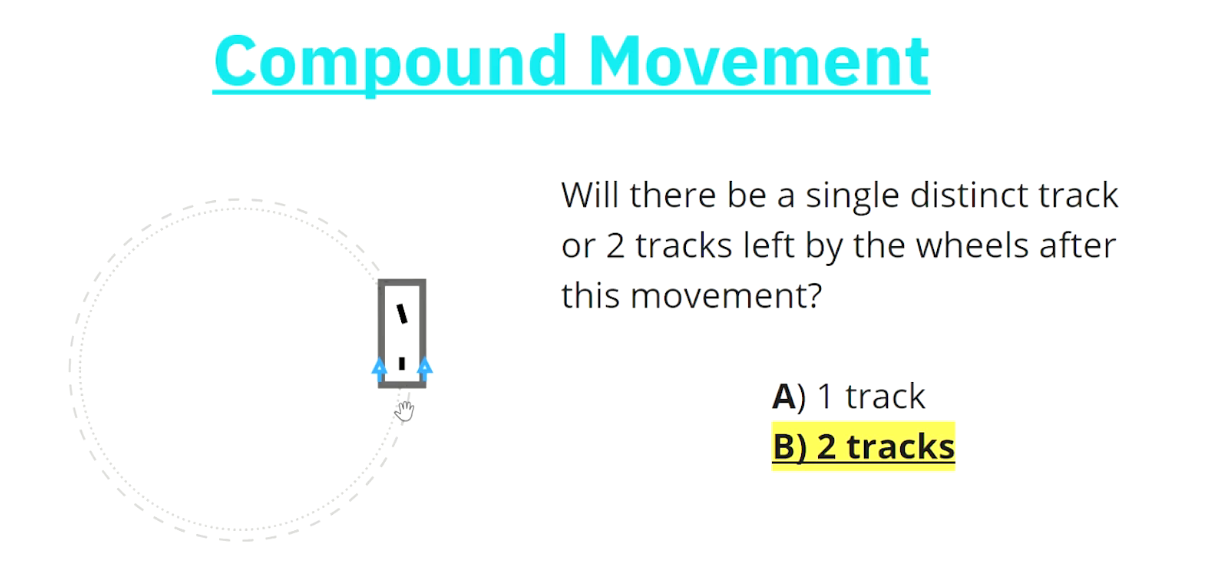 Compound Movement
Will there be a single distinct track
or 2 tracks left by the wheels after
this movement?
A) 1 track
B) 2 tracks